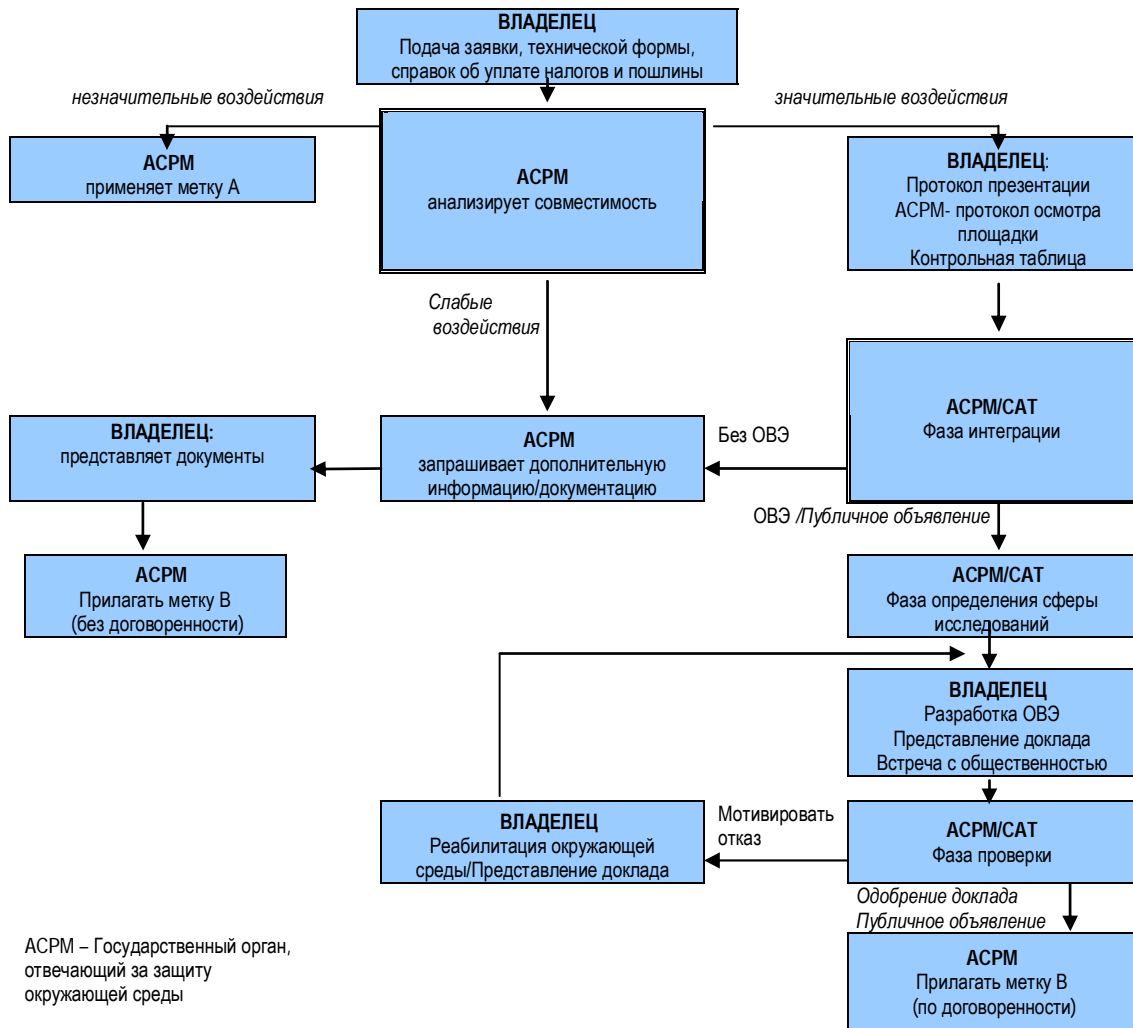 ВЛАДЕЛЕЦ
Подача заявки, технической формы,
справок об уплате налогов и пошлины
незначительные воздействия
значительные воздействия
АСРМ
применяет метку А
АСРМ
анализирует совместимость
ВЛАДЕЛЕЦ:
Протокол презентации
АСРМ- протокол осмотра
площадки
Контрольная таблица
Слабые
воздействия
ВЛАДЕЛЕЦ:
представляет документы
АСРМ
запрашивает дополнительную
информацию/документацию
Без ОВЭ
АСРМ/САТ
Фаза интеграции
ОВЭ /Публичное объявление
АСРМ
Прилагать метку В
(без договоренности)
АСРМ/САТ
Фаза определения сферы
исследований
ВЛАДЕЛЕЦ
Разработка ОВЭ
Представление доклада
Встреча с общественностью
ВЛАДЕЛЕЦ
Реабилитация окружающей
среды/Представление доклада
Мотивировать
отказ
АСРМ/САТ
Фаза проверки
Одобрение доклада
Публичное объявление
АСРМ – Государственный орган,
отвечающий за защиту
окружающей среды
АСРМ
Прилагать метку В
(по договоренности)